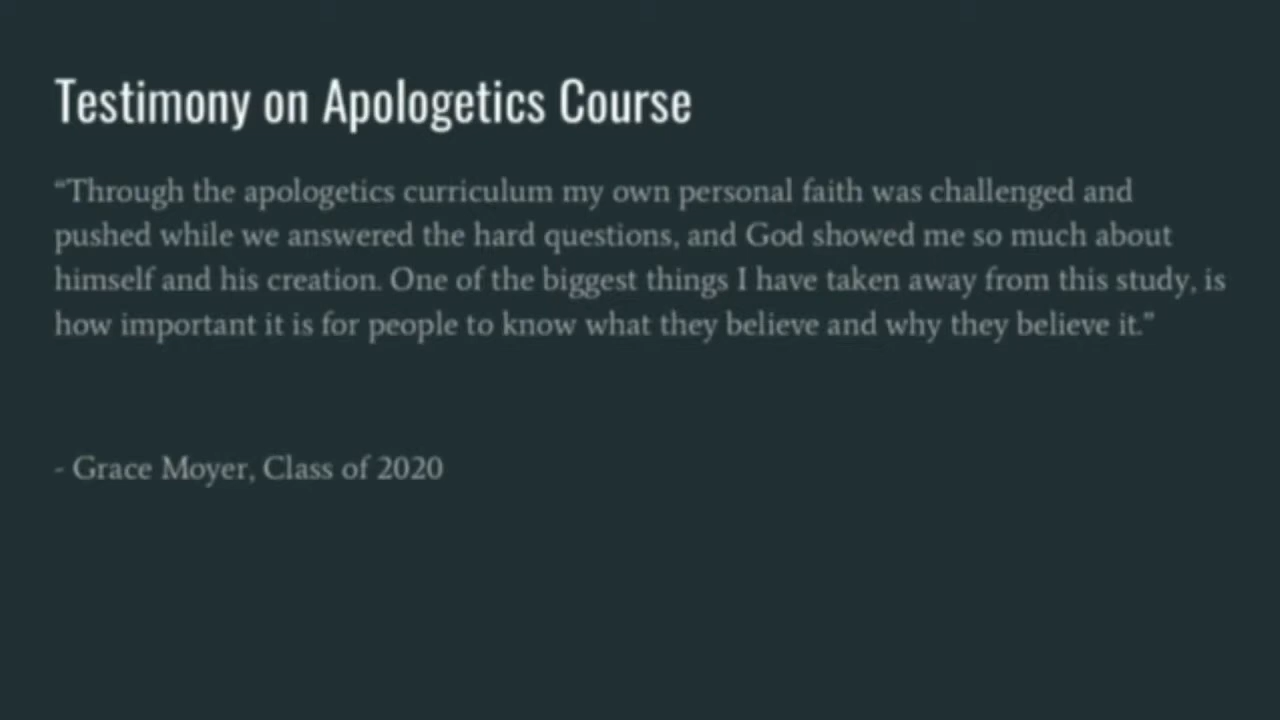 Testimony on Apologetics Course
“Through the apologetics curriculum my own personal faith was challenged and
pushed while we answered the hard questions, and God showed me so much about
himself and his creation. One of the biggest things I have taken away from this study, is
how important it is for people to know what they believe and why they believe it.”
- Grace Moyer, Class of 2020